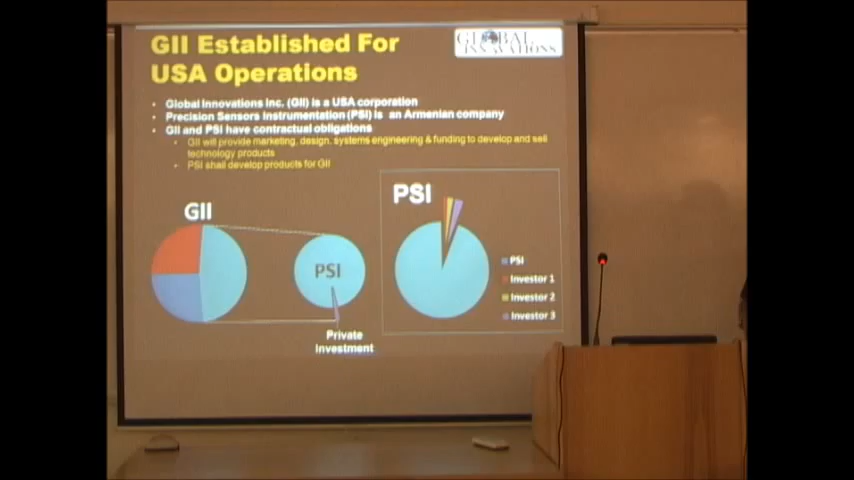 GII Established For
USA Operations
GLOBAL
INNOVATIONS
• Global Innovations Inc. (GII) is a USA corporation
• Precision Sensors Instrumentation (PSI) is an Armenian company
• GII and PSI have contractual obligations
• GII will provide marketing, design, systems engineering & funding to develop and sell
technology products
• PSI shall develop products for GII
GII
PSI
Private
Investment
PSI
PSI
Investor 1
Investor 2
Investor 3